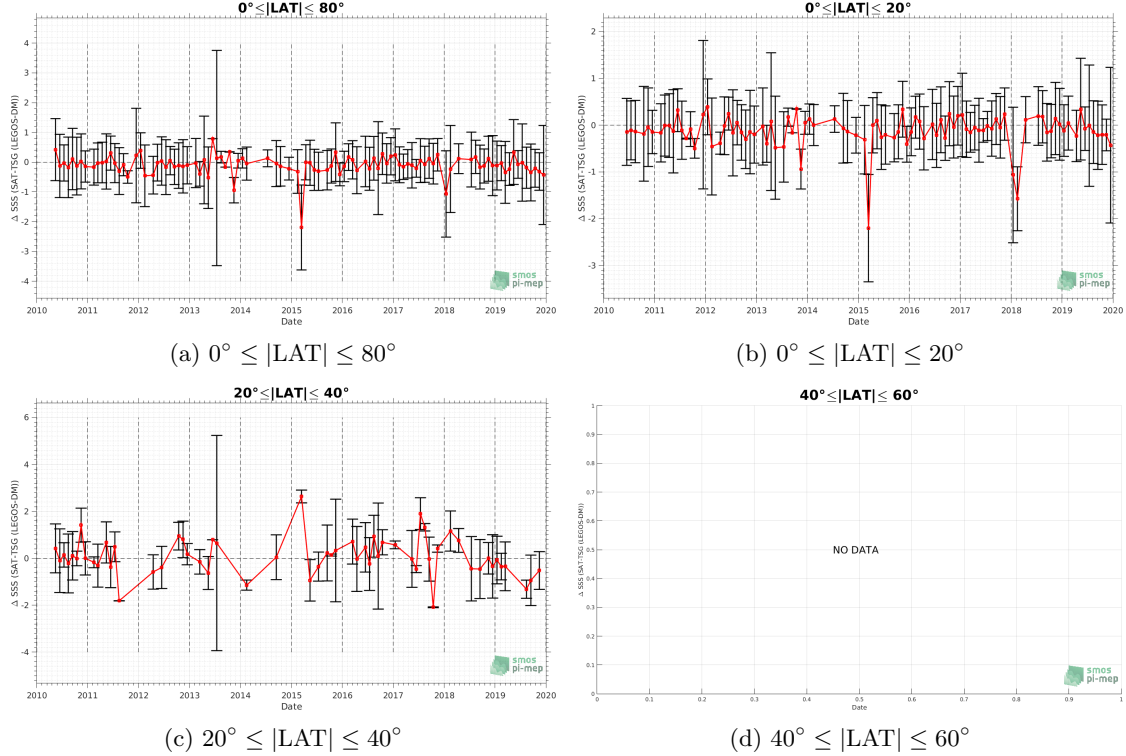 0°≤|LAT|≤ 80°
Δ SSS (SAT-TSG (LEGOS-DM))
4
3
2
1
0
-1
-2
-3
-4
2010 2011 2012 2013 2014 2015 2016 2017 2018 2019 2020
Date
smos
pi-mep
(a) 0° ≤ |LAT| ≤ 80°
0°≤|LAT|≤ 20°
Δ SSS (SAT-TSG (LEGOS-DM))
2
1
0
-1
-2
-3
2010 2011 2012 2013 2014 2015 2016 2017 2018 2019 2020
Date
smos
pi-mep
(b) 0° ≤ |LAT| ≤ 20°
20°≤|LAT|≤ 40°
Δ SSS (SAT-TSG (LEGOS-DM))
6
4
2
0
-2
-4
2010 2011 2012 2013 2014 2015 2016 2017 2018 2019 2020
Date
smos
pi-mep
(c) 20° ≤ |LAT| ≤ 40°
40°≤|LAT|≤ 60°
Δ SSS (SAT-TSG (LEGOS-DM))
1
0.9
0.8
0.7
0.6
0.5
0.4
0.3
0.2
0.1
0
NO DATA
0 0.1 0.2 0.3 0.4 0.5 0.6 0.7 0.8 0.9 1
Date
smos
pi-mep
(d) 40° ≤ |LAT| ≤ 60°